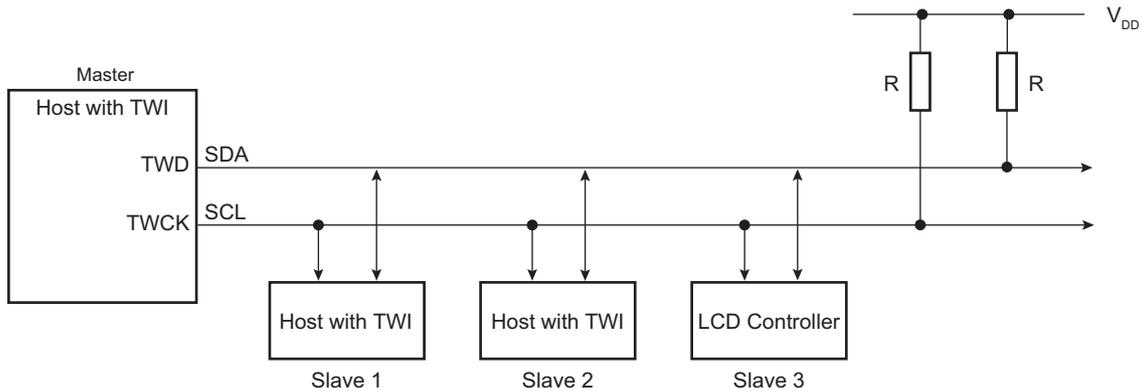 V_DD
Master
Host with TWI
R
R
TWD
SDA
TWCK
SCL
Host with TWI
Host with TWI
LCD Controller
Slave 1
Slave 2
Slave 3